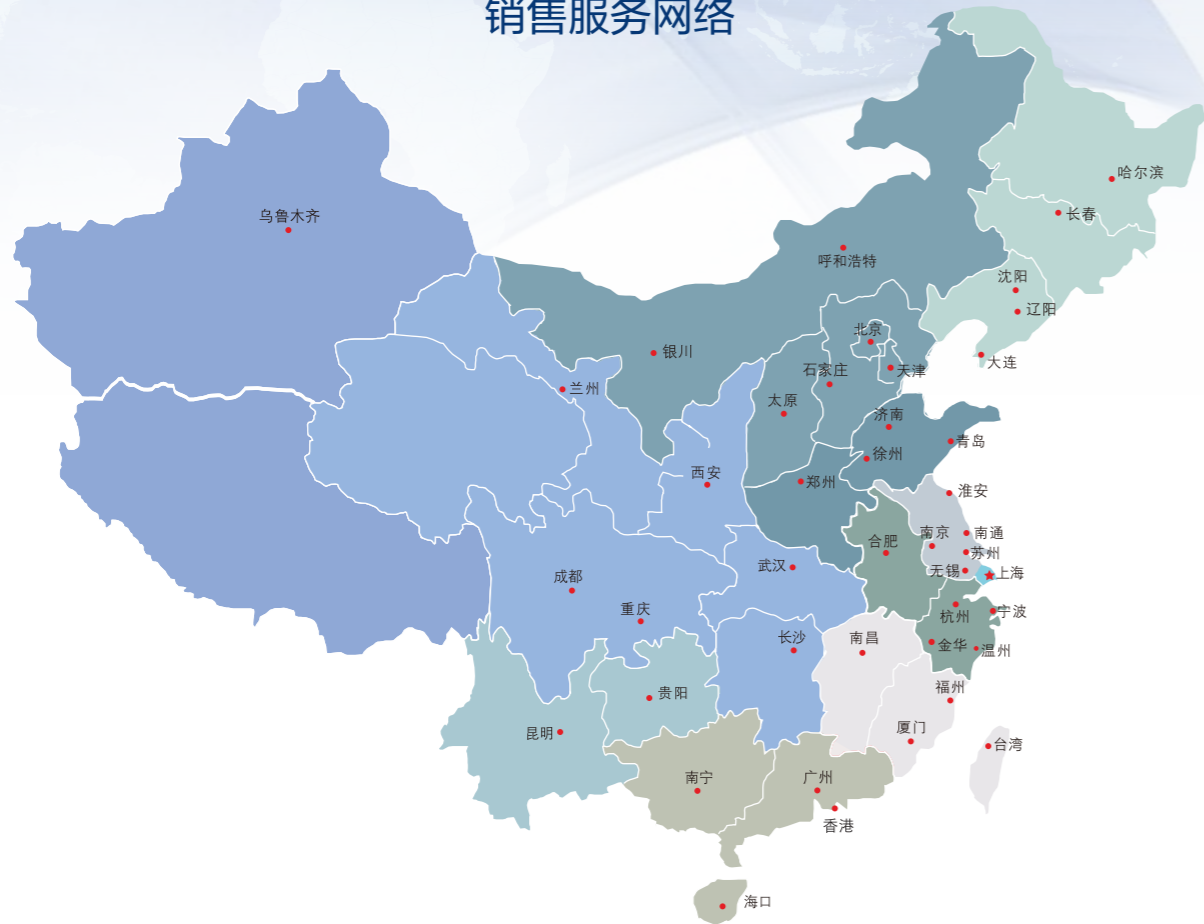 销售服务网络
哈尔滨
长春
乌鲁木齐
呼和浩特
沈阳
辽阳
北京
银川
大连
石家庄
天津
兰州
太原
济南
青岛
徐州
西安
郑州
淮安
南京
南通
合肥
苏州
武汉
无锡
上海
成都
重庆
杭州
宁波
长沙
南昌
金华
温州
贵阳
福州
昆明
厦门
台湾
南宁
广州
香港
海口